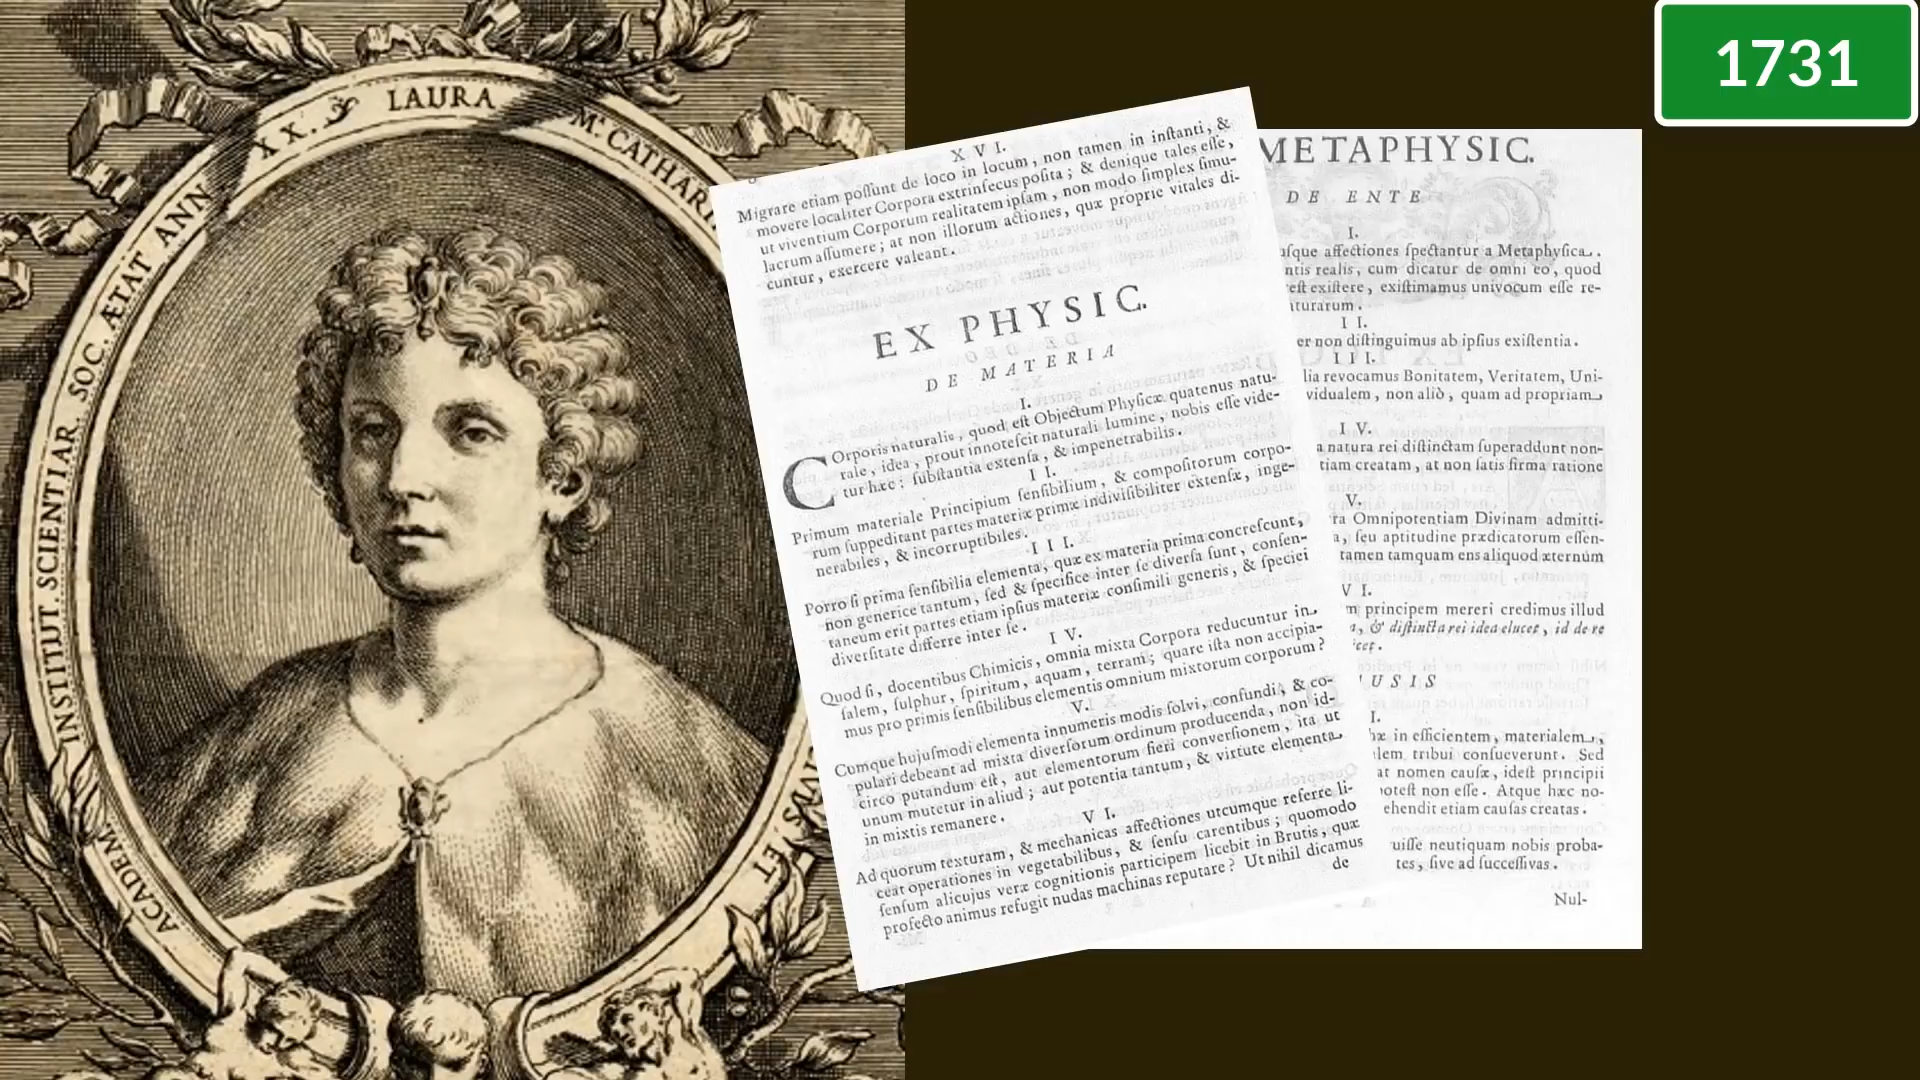 1731
ACADEM. INSTITUT. SCIENTIAR. SOC. ÆTAT ANN XX. & LAURA Mª CATHARI
ET
XVI.
Migrare etiam poſſunt de loco in locum, non tamen in inſtanti, &
movere localiter Corpora extrinſecus poſita; & denique tales eſſe,
ut viventium Corporum realitatem ipſam, non modo ſimplex ſimu-
lacrum aſſumere; at non illorum actiones, quæ proprie vitales di-
cuntur, exercere valeant.
EX PHYSIC.
DE MATERIA
I.
Corporis naturalis, quod eſt Objectum Phyſicæ quatenus natu-
rale, idea, prout innoteſcit naturali lumine, nobis eſſe vide-
tur hæc: ſubſtantia extenſa, & impenetrabilis.
II.
Primum materiale Principium ſenſibilium, & compoſitorum corpo-
rum ſuppeditant partes materiæ primæ indiviſibiliter extenſæ, inge-
nerabiles, & incorruptibiles.
III.
Porro ſi prima ſenſibilia elementa, quæ ex materia prima concreſcunt,
non generice tantum, ſed & ſpecifice inter ſe diverſa ſunt, conſen-
taneum erit partes etiam ipſius materiæ conſimili generis, & ſpeciei
diverſitate differre inter ſe.
IV.
Quod ſi, docentibus Chimicis, omnia mixta Corpora reducuntur in
ſalem, ſulphur, ſpiritum, aquam, terram; quare iſta non accipia-
mus pro primis ſenſibilibus elementis omnium mixtorum corporum?
V.
Cumque hujuſmodi elementa innumeris modis ſolvi, confundi, & co-
pulari debeant ad mixta diverſorum ordinum producenda, non id-
circo putandum eſt, aut elementorum fieri converſionem, ita ut
unum mutetur in aliud; aut potentia tantum, & virtute elementa
in mixtis remanere.
VI.
Ad quorum texturam, & mechanicas affectiones utcumque referre li-
ceat operationes in vegetabilibus, & ſenſu carentibus; quomodo
ſenſum alicujus veræ cognitionis participem licebit in Brutis, quæ
profecto animus refugit nudas machinas reputare? Ut nihil dicamus
de
METAPHYSIC.
DE ENTE
I.
uſque affectiones ſpectantur a Metaphyſica.
ntis realis, cum dicatur de omni eo, quod
eſt exiſtere, exiſtimamus univocum eſſe re-
aturarum.
II.
er non diſtinguimus ab ipſius exiſtentia.
III.
lia revocamus Bonitatem, Veritatem, Uni-
vidualem, non aliò, quam ad propriam
IV.
a natura rei diſtinctam ſuperaddunt non-
tiam creatam, at non ſatis firma ratione
V.
ra Omnipotentiam Divinam admitti-
a, ſeu aptitudine prædicatorum eſſen-
tamen tamquam ens aliquod æternum
VI.
m principem mereri credimus illud
a, & diſtincta rei idea elucet, id de re
icet.
USIS
I.
hæ in efficientem, materialem,
lem tribui conſueverunt. Sed
at nomen cauſæ, ideſt principii
poteſt non eſſe. Atque hæc no-
ehendit etiam cauſas creatas.
uiſſe neutiquam nobis proba-
tes, ſive ad ſucceſſivas.
Nul-